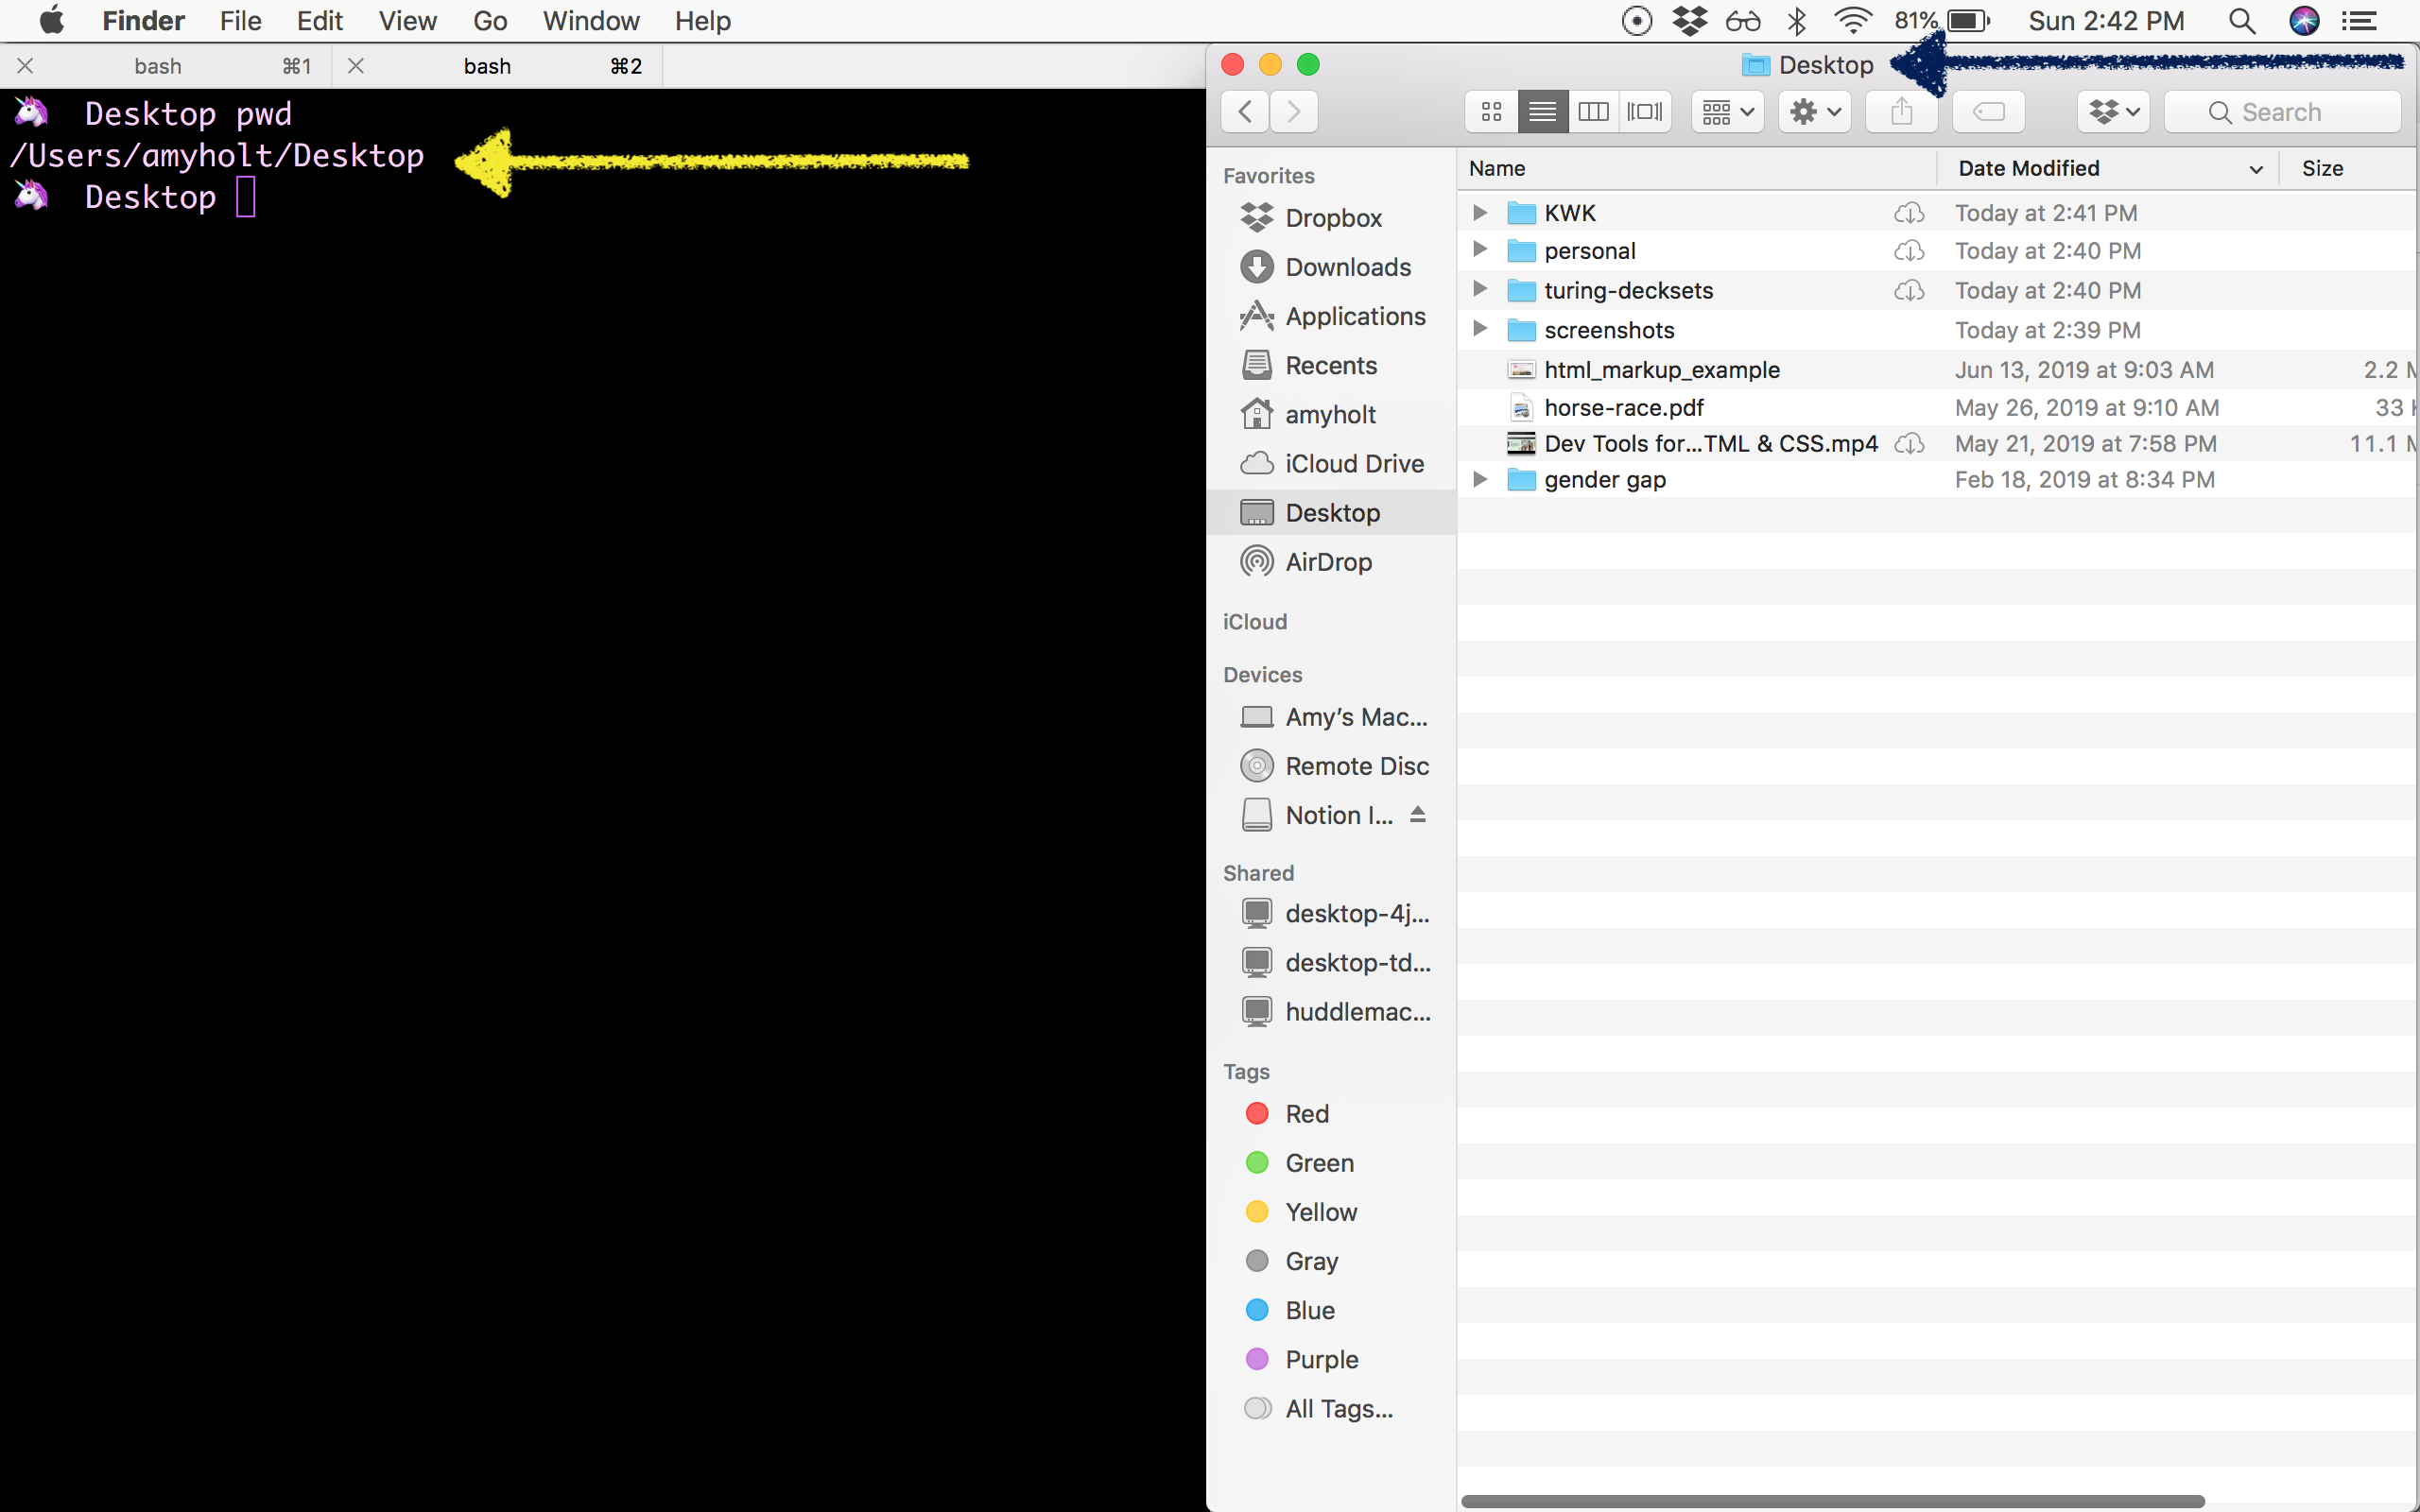 Finder File Edit View Go Window Help 81% Sun 2:42 PM
bash ⌘1 bash ⌘2
Desktop pwd
/Users/amyholt/Desktop
Desktop
Desktop
Search
Favorites
Dropbox
Downloads
Applications
Recents
amyholt
iCloud Drive
Desktop
AirDrop
iCloud
Devices
Amy's Mac...
Remote Disc
Notion I...
Shared
desktop-4j...
desktop-td...
huddlemac...
Tags
Red
Green
Yellow
Gray
Blue
Purple
All Tags...
Name Date Modified Size
KWK Today at 2:41 PM
personal Today at 2:40 PM
turing-decksets Today at 2:40 PM
screenshots Today at 2:39 PM
html_markup_example Jun 13, 2019 at 9:03 AM 2.2 M
horse-race.pdf May 26, 2019 at 9:10 AM 33
Dev Tools for...TML & CSS.mp4 May 21, 2019 at 7:58 PM 11.1 M
gender gap Feb 18, 2019 at 8:34 PM